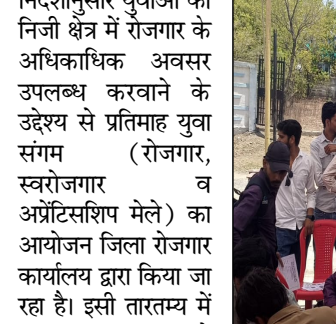 निर्देशानुसार युवाओं को
निजी क्षेत्र में रोजगार के
अधिकाधिक अवसर
उपलब्ध करवाने के
उद्देश्य से प्रतिमाह युवा
संगम (रोजगार,
स्वरोजगार व
अप्रेंटिसशिप मेले) का
आयोजन जिला रोजगार
कार्यालय द्वारा किया जा
रहा है। इसी तारतम्य में